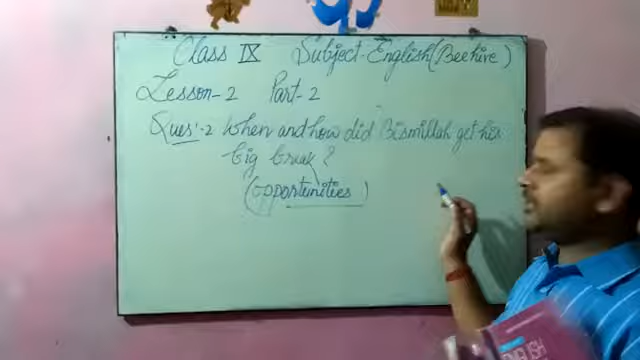 Class IX Subject-English (Beehive)
Lesson-2 Part-2
Ques'-2 When and how did Bismillah get his
big break?
(opportunities)
ENGLISH